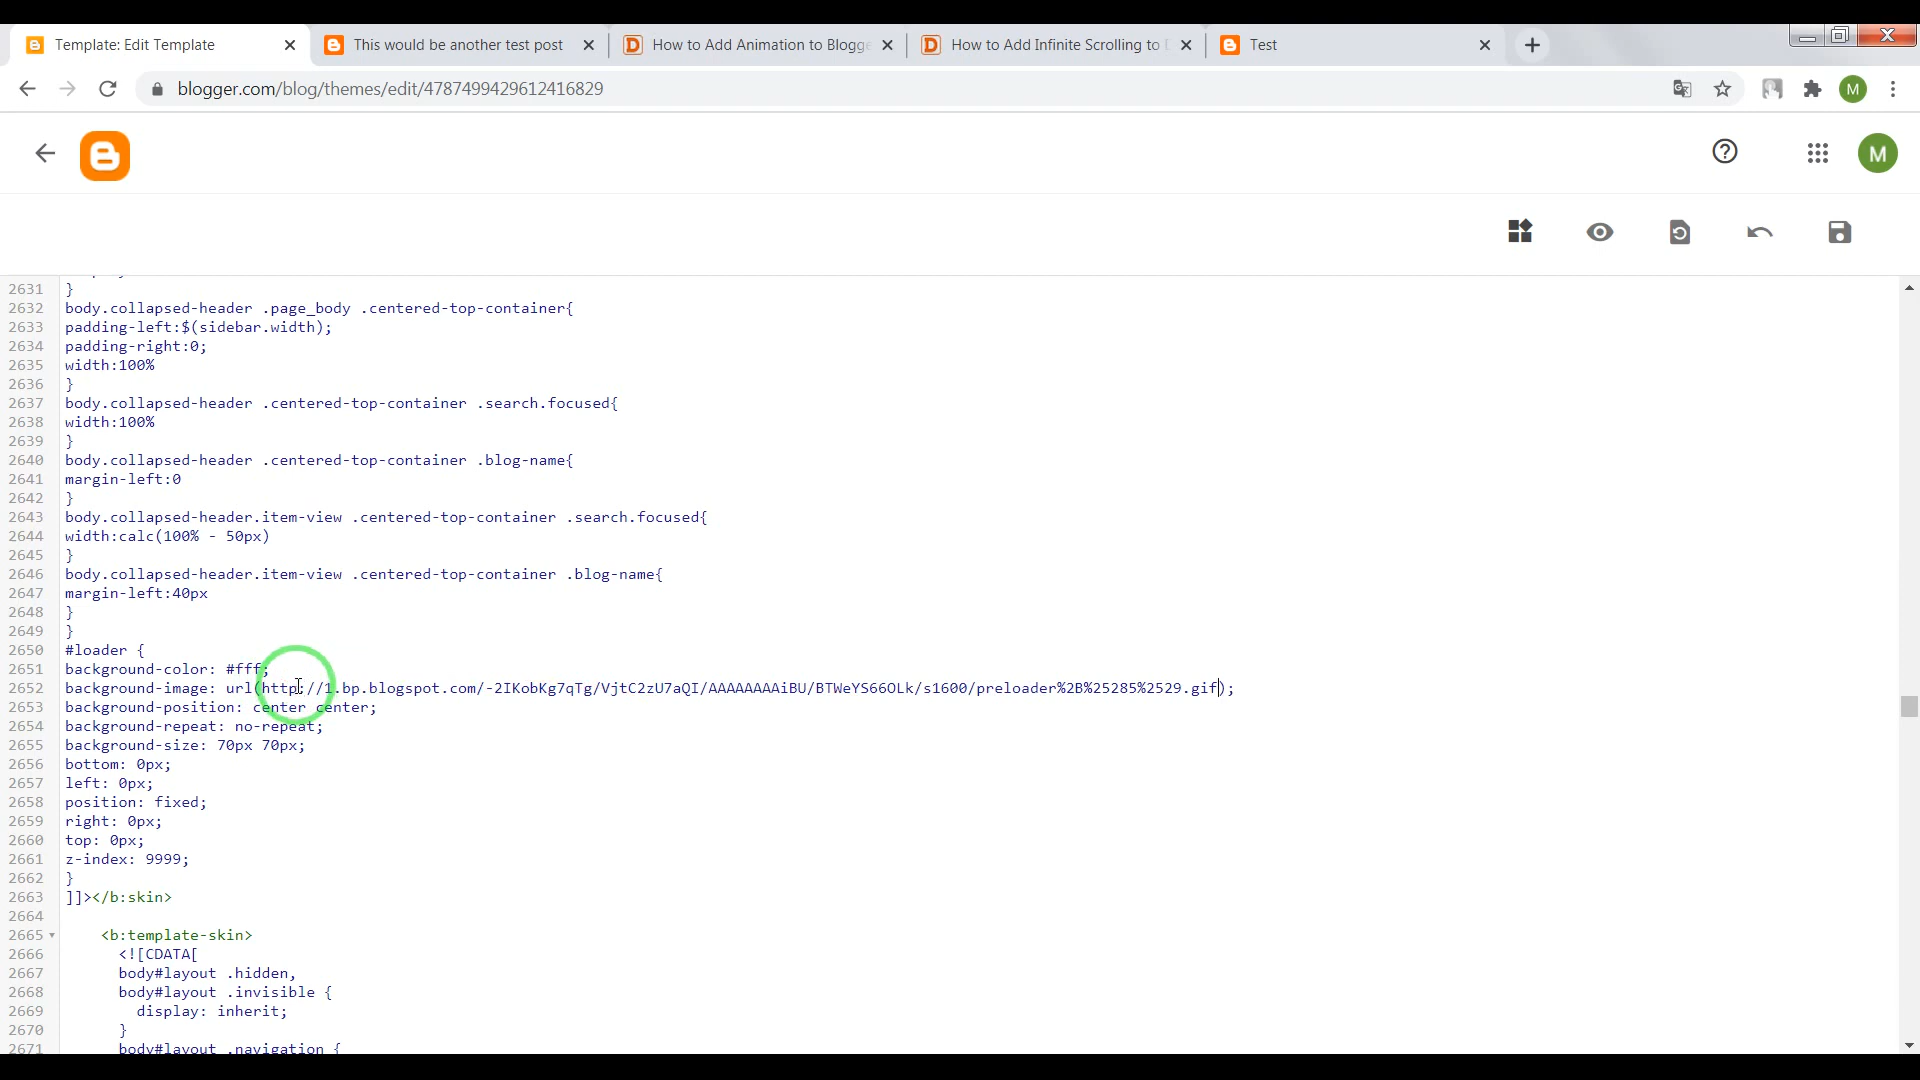 Template: Edit Template
This would be another test post
How to Add Animation to Blogge
How to Add Infinite Scrolling to
Test
blogger.com/blog/themes/edit/4787499429612416829
M
M
2631 }
2632 body.collapsed-header .page_body .centered-top-container{
2633 padding-left:$(sidebar.width);
2634 padding-right:0;
2635 width:100%
2636 }
2637 body.collapsed-header .centered-top-container .search.focused{
2638 width:100%
2639 }
2640 body.collapsed-header .centered-top-container .blog-name{
2641 margin-left:0
2642 }
2643 body.collapsed-header.item-view .centered-top-container .search.focused{
2644 width:calc(100% - 50px)
2645 }
2646 body.collapsed-header.item-view .centered-top-container .blog-name{
2647 margin-left:40px
2648 }
2649 }
2650 #loader {
2651 background-color: #fff;
2652 background-image: url(http://1.bp.blogspot.com/-2IKobKg7qTg/VjtC2zU7aQI/AAAAAAAAiBU/BTWeYS66OLk/s1600/preloader%2B%25285%2529.gif);
2653 background-position: center center;
2654 background-repeat: no-repeat;
2655 background-size: 70px 70px;
2656 bottom: 0px;
2657 left: 0px;
2658 position: fixed;
2659 right: 0px;
2660 top: 0px;
2661 z-index: 9999;
2662 }
2663 ]]></b:skin>
2664
2665 <b:template-skin>
2666 <![CDATA[
2667 body#layout .hidden,
2668 body#layout .invisible {
2669 display: inherit;
2670 }
2671 body#layout .navigation {